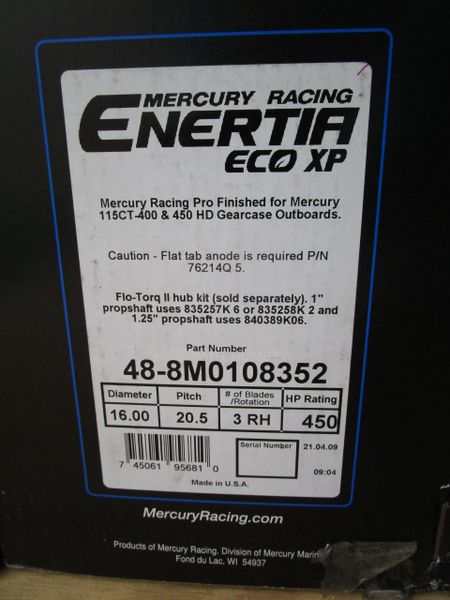 MERCURY RACING
ENERTIA
ECO XP
Mercury Racing Pro Finished for Mercury
115CT-400 & 450 HD Gearcase Outboards.
Caution - Flat tab anode is required P/N
76214Q 5.
Flo-Torq II hub kit (sold separately). 1"
propshaft uses 835257K 6 or 835258K 2 and
1.25" propshaft uses 840389K06.
Part Number
48-8M0108352
Diameter Pitch # of Blades /Rotation HP Rating
16.00 20.5 3 RH 450
Serial Number 21.04.09
09:04
7 45061 95681 0
Made in U.S.A.
MercuryRacing.com
Products of Mercury Racing. Division of Mercury Marin
Fond du Lac, WI 54937